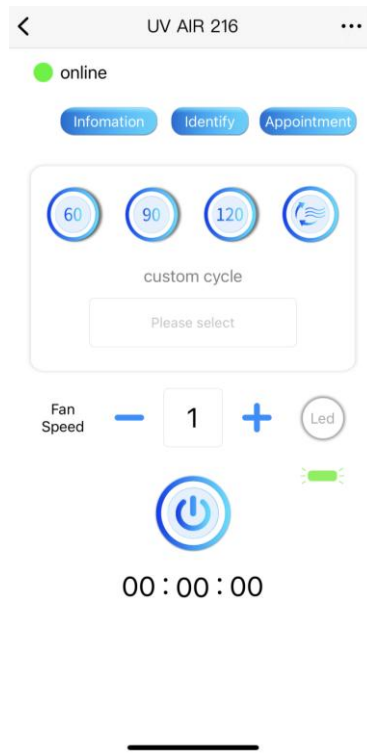 UV AIR 216
online
Infomation Identify Appointment
60 90 120
custom cycle
Please select
Fan Speed 1 Led
00:00:00